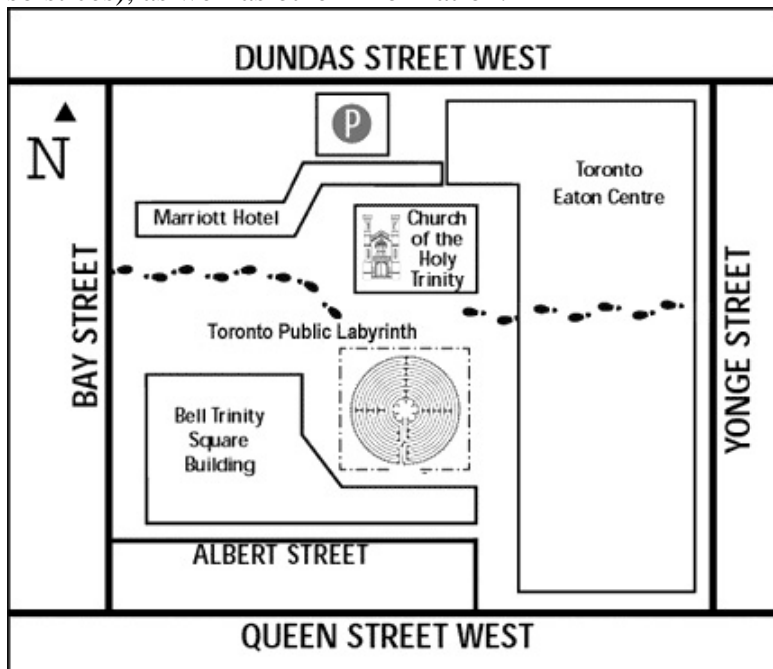 DUNDAS STREET WEST
P
N
Toronto
Eaton Centre
Marriott Hotel
Church
of the
Holy
Trinity
BAY STREET
YONGE STREET
Toronto Public Labyrinth
Bell Trinity
Square
Building
ALBERT STREET
QUEEN STREET WEST